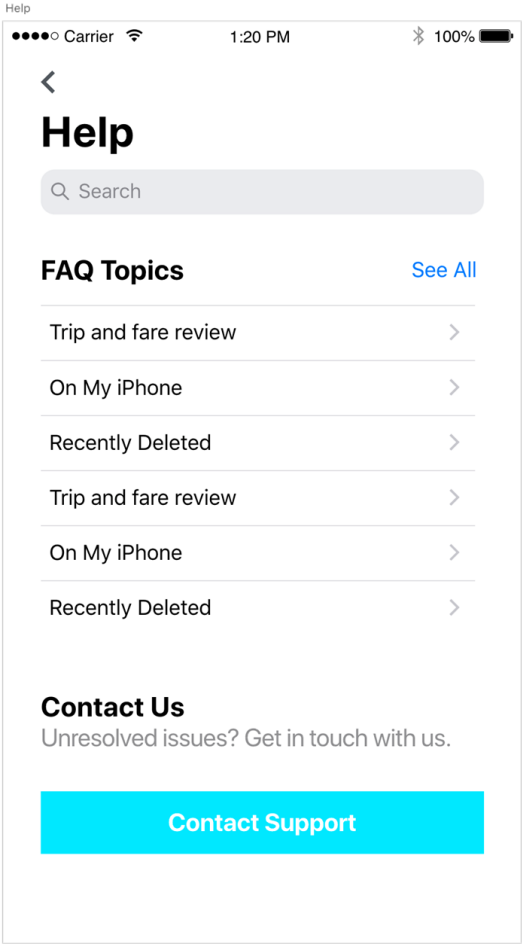 Help
Carrier 1:20 PM 100%
Help
Search
FAQ Topics See All
Trip and fare review
On My iPhone
Recently Deleted
Trip and fare review
On My iPhone
Recently Deleted
Contact Us
Unresolved issues? Get in touch with us.
Contact Support